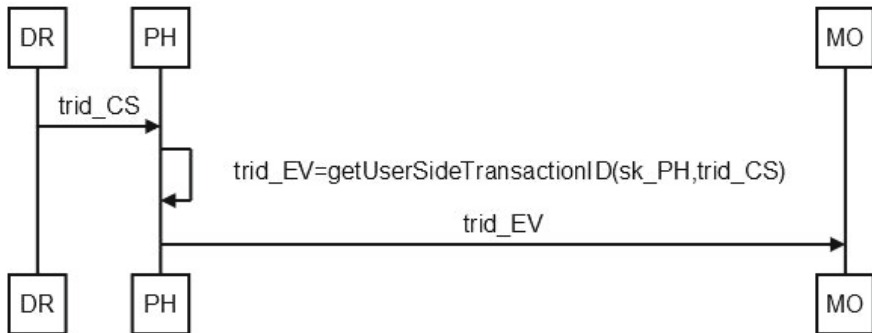 DR PH MO
trid_CS
trid_EV=getUserSideTransactionID(sk_PH,trid_CS)
trid_EV
DR PH MO